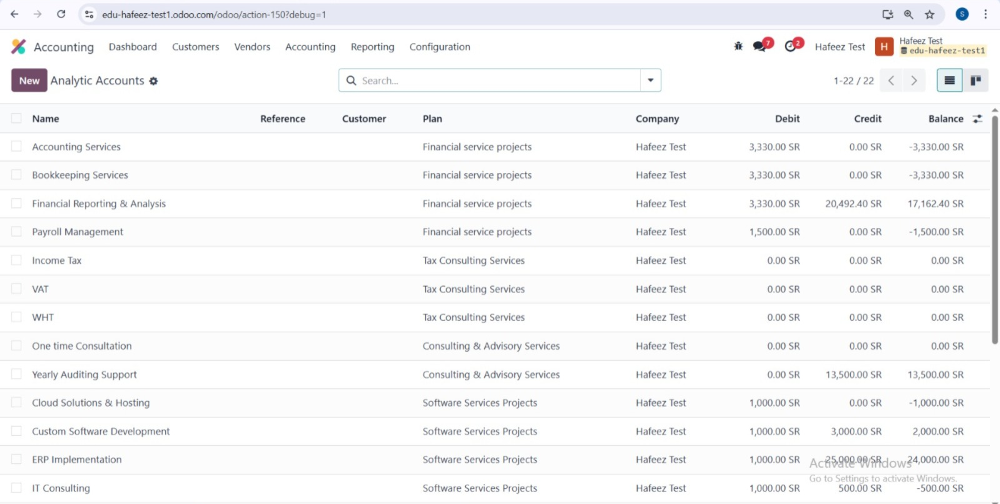 edu-hafeez-test1.odoo.com/odoo/action-150?debug=1
S
Accounting Dashboard Customers Vendors Accounting Reporting Configuration 7 2 Hafeez Test H Hafeez Test
edu-hafeez-test1
New Analytic Accounts Search... 1-22 / 22
Name Reference Customer Plan Company Debit Credit Balance
Accounting Services Financial service projects Hafeez Test 3,330.00 SR 0.00 SR -3,330.00 SR
Bookkeeping Services Financial service projects Hafeez Test 3,330.00 SR 0.00 SR -3,330.00 SR
Financial Reporting & Analysis Financial service projects Hafeez Test 3,330.00 SR 20,492.40 SR 17,162.40 SR
Payroll Management Financial service projects Hafeez Test 1,500.00 SR 0.00 SR -1,500.00 SR
Income Tax Tax Consulting Services Hafeez Test 0.00 SR 0.00 SR 0.00 SR
VAT Tax Consulting Services Hafeez Test 0.00 SR 0.00 SR 0.00 SR
WHT Tax Consulting Services Hafeez Test 0.00 SR 0.00 SR 0.00 SR
One time Consultation Consulting & Advisory Services Hafeez Test 0.00 SR 0.00 SR 0.00 SR
Yearly Auditing Support Consulting & Advisory Services Hafeez Test 0.00 SR 13,500.00 SR 13,500.00 SR
Cloud Solutions & Hosting Software Services Projects Hafeez Test 1,000.00 SR 0.00 SR -1,000.00 SR
Custom Software Development Software Services Projects Hafeez Test 1,000.00 SR 3,000.00 SR 2,000.00 SR
ERP Implementation Software Services Projects Hafeez Test 1,000.00 SR 25,000.00 SR 24,000.00 SR
Activate Windows
Go to Settings to activate Windows.
IT Consulting Software Services Projects Hafeez Test 1,000.00 SR 500.00 SR -500.00 SR